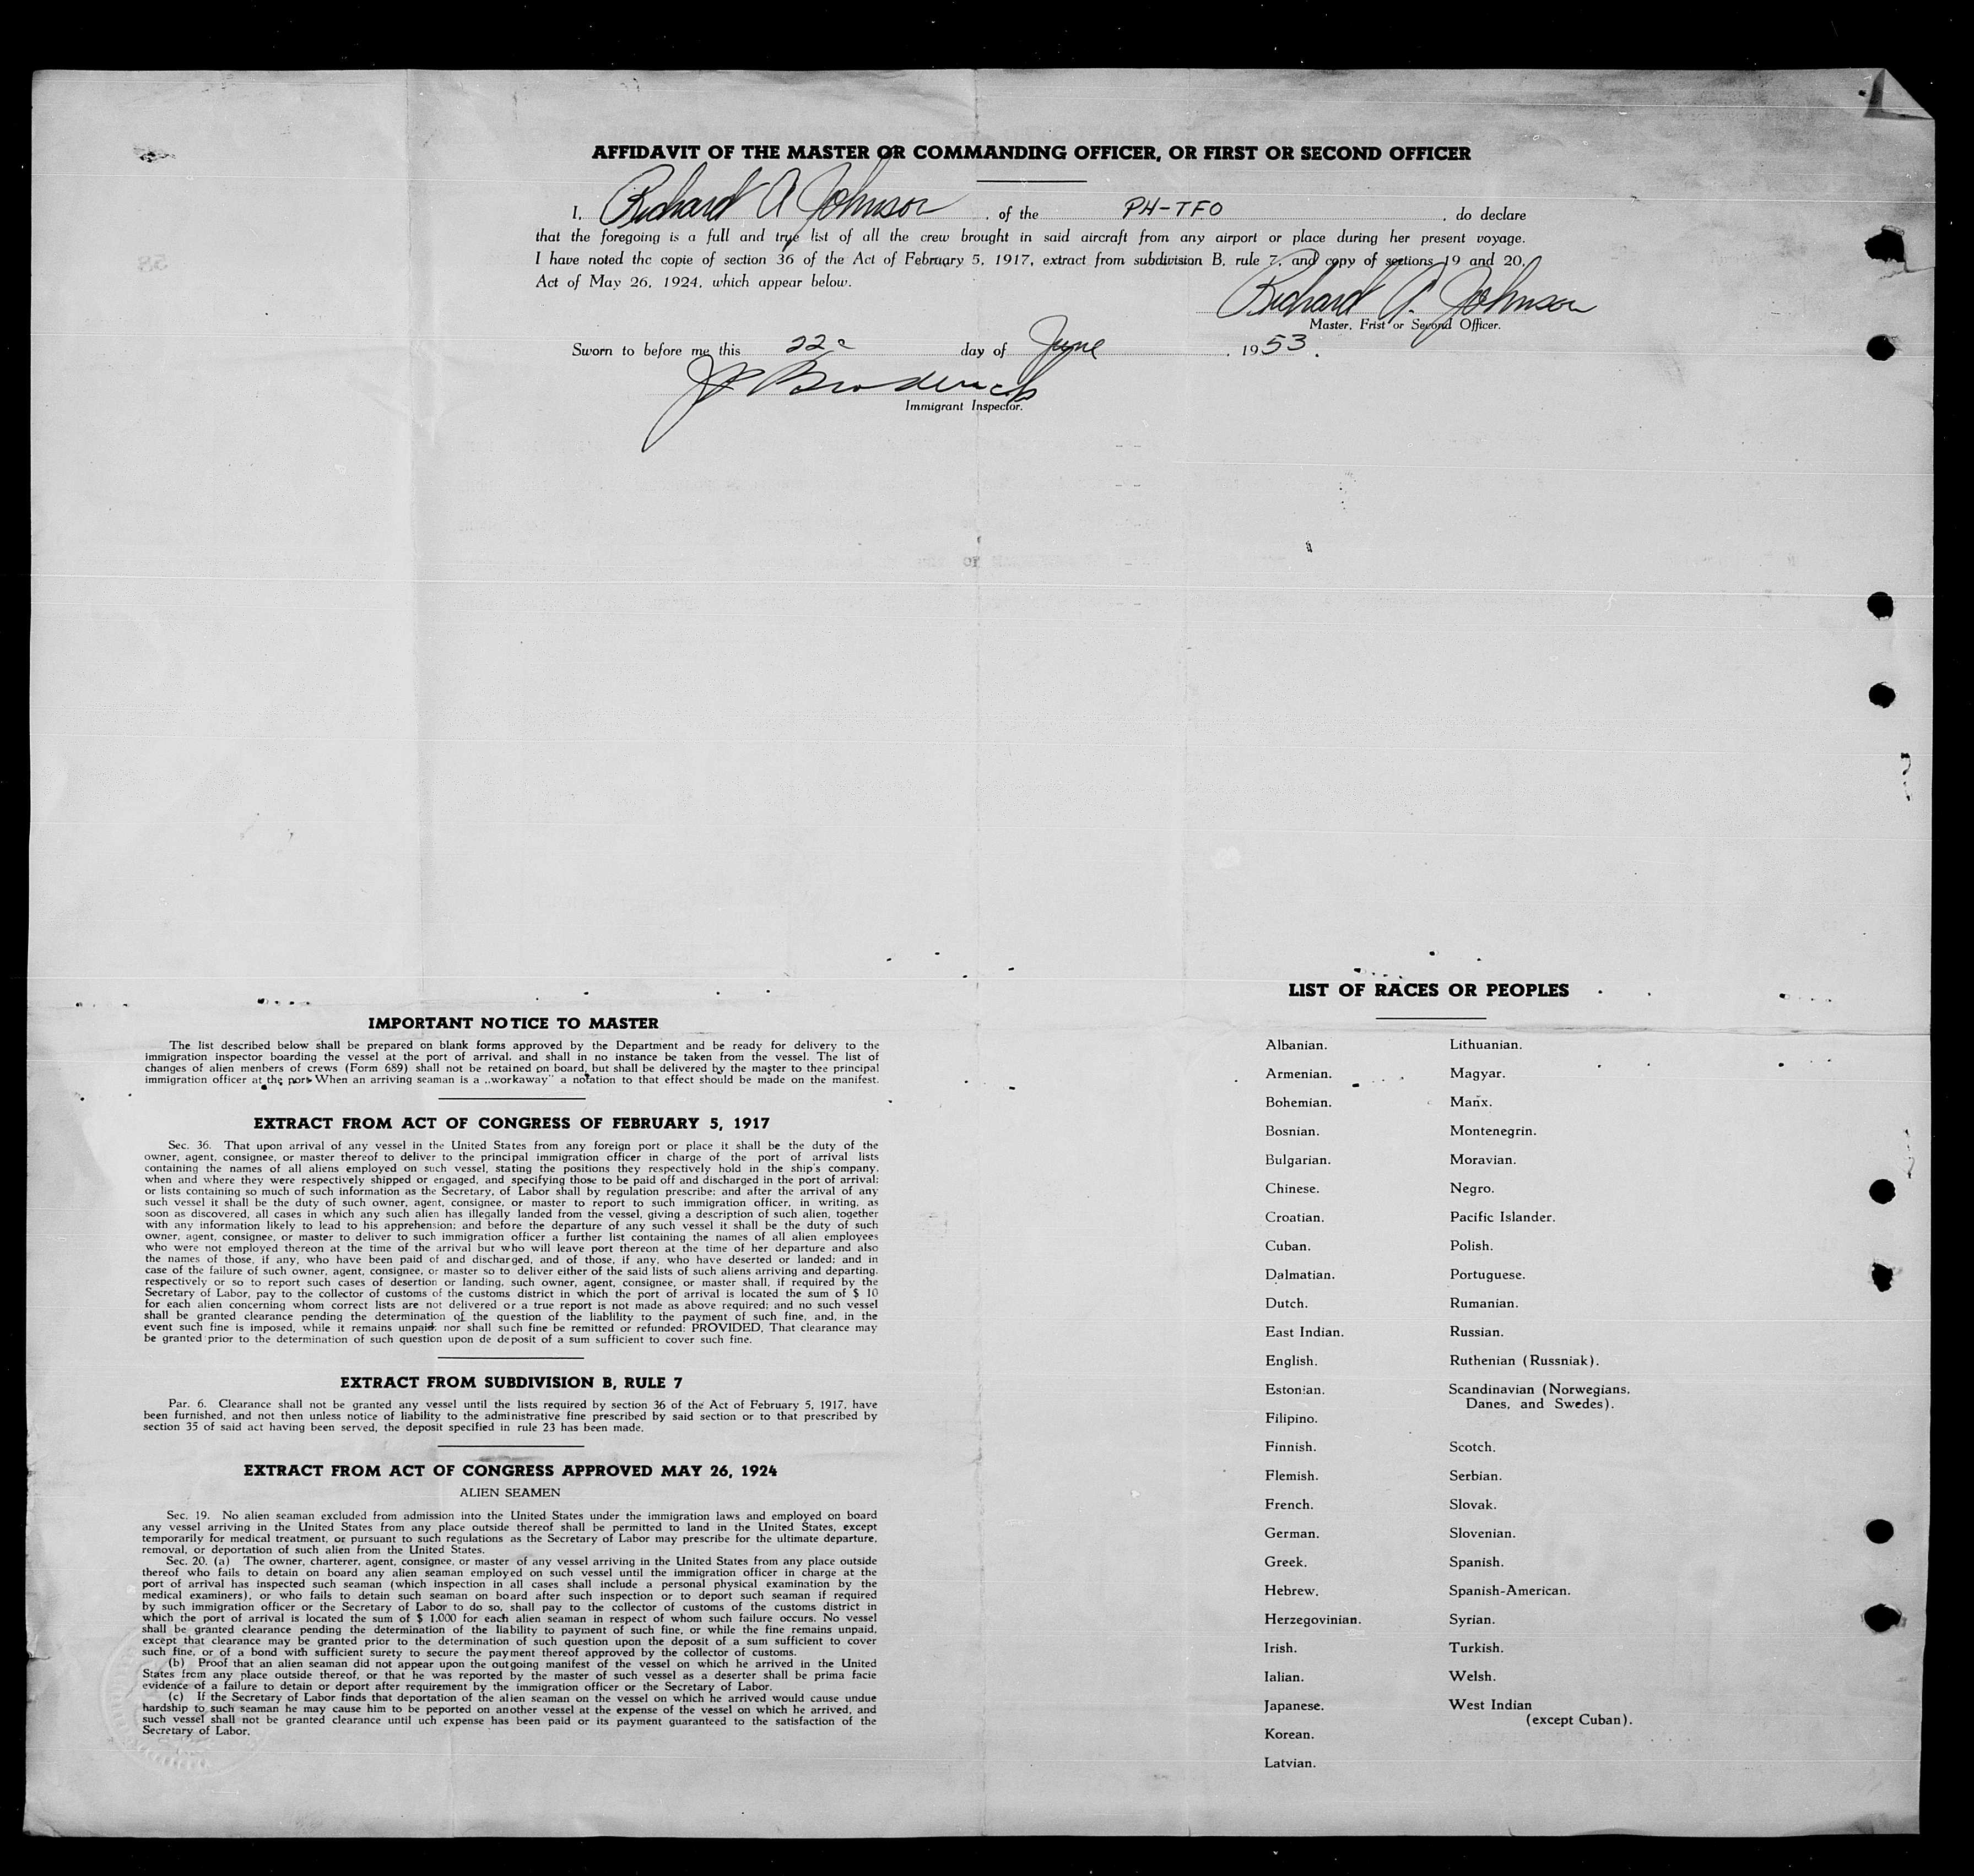 AFFIDAVIT OF THE MASTER OR COMMANDING OFFICER, OR FIRST OR SECOND OFFICER
I, Richard A Johnson, of the PH-TFO, do declare
that the foregoing is a full and true list of all the crew brought in said aircraft from any airport or place during her present voyage.
I have noted the copie of section 36 of the Act of February 5, 1917, extract from subdivision B, rule 7, and copy of sections 19 and 20,
Act of May 26, 1924, which appear below.
Richard A. Johnson
Master, Frist or Second Officer.
Sworn to before me this 22 day of June, 1953.
J P Broderick
Immigrant Inspector.
58
IMPORTANT NOTICE TO MASTER
The list described below shall be prepared on blank forms approved by the Department and be ready for delivery to the
immigration inspector boarding the vessel at the port of arrival, and shall in no instance be taken from the vessel. The list of
changes of alien menbers of crews (Form 689) shall not be retained on board, but shall be delivered by the master to thee principal
immigration officer at the port. When an arriving seaman is a „workaway" a notation to that effect should be made on the manifest.
EXTRACT FROM ACT OF CONGRESS OF FEBRUARY 5, 1917
Sec. 36. That upon arrival of any vessel in the United States from any foreign port or place it shall be the duty of the
owner, agent, consignee, or master thereof to deliver to the principal immigration officer in charge of the port of arrival lists
containing the names of all aliens employed on such vessel, stating the positions they respectively hold in the ship's company,
when and where they were respectively shipped or engaged, and specifying those to be paid off and discharged in the port of arrival;
or lists containing so much of such information as the Secretary, of Labor shall by regulation prescribe; and after the arrival of any
such vessel it shall be the duty of such owner, agent, consignee, or master to report to such immigration officer, in writing, as
soon as discovered, all cases in which any such alien has illegally landed from the vessel, giving a description of such alien, together
with any information likely to lead to his apprehension; and before the departure of any such vessel it shall be the duty of such
owner, agent, consignee, or master to deliver to such immigration officer a further list containing the names of all alien employees
who were not employed thereon at the time of the arrival but who will leave port thereon at the time of her departure and also
the names of those, if any, who have been paid of and discharged, and of those, if any, who have deserted or landed; and in
case of the failure of such owner, agent, consignee, or master so to deliver either of the said lists of such aliens arriving and departing,
respectively or so to report such cases of desertion or landing, such owner, agent, consignee, or master shall, if required by the
Secretary of Labor, pay to the collector of customs of the customs district in which the port of arrival is located the sum of $ 10
for each alien concerning whom correct lists are not delivered or a true report is not made as above required; and no such vessel
shall be granted clearance pending the determination of the question of the liablility to the payment of such fine, and, in the
event such fine is imposed, while it remains unpaid; nor shall such fine be remitted or refunded: PROVIDED, That clearance may
be granted prior to the determination of such question upon de deposit of a sum sufficient to cover such fine.
EXTRACT FROM SUBDIVISION B, RULE 7
Par. 6. Clearance shall not be granted any vessel until the lists required by section 36 of the Act of February 5, 1917, have
been furnished, and not then unless notice of liability to the administrative fine prescribed by said section or to that prescribed by
section 35 of said act having been served, the deposit specified in rule 23 has been made.
EXTRACT FROM ACT OF CONGRESS APPROVED MAY 26, 1924
ALIEN SEAMEN
Sec. 19. No alien seaman excluded from admission into the United States under the immigration laws and employed on board
any vessel arriving in the United States from any place outside thereof shall be permitted to land in the United States, except
temporarily for medical treatment, or pursuant to such regulations as the Secretary of Labor may prescribe for the ultimate departure,
removal, or deportation of such alien from the United States.
Sec. 20. (a) The owner, charterer, agent, consignee, or master of any vessel arriving in the United States from any place outside
thereof who fails to detain on board any alien seaman employed on such vessel until the immigration officer in charge at the
port of arrival has inspected such seaman (which inspection in all cases shall include a personal physical examination by the
medical examiners), or who fails to detain such seaman on board after such inspection or to deport such seaman if required
by such immigration officer or the Secretary of Labor to do so, shall pay to the collector of customs of the customs district in
which the port of arrival is located the sum of $ 1,000 for each alien seaman in respect of whom such failure occurs. No vessel
shall be granted clearance pending the determination of the liability to payment of such fine, or while the fine remains unpaid,
except that clearance may be granted prior to the determination of such question upon the deposit of a sum sufficient to cover
such fine, or of a bond with sufficient surety to secure the payment thereof approved by the collector of customs.
(b) Proof that an alien seaman did not appear upon the outgoing manifest of the vessel on which he arrived in the United
States from any place outside thereof, or that he was reported by the master of such vessel as a deserter shall be prima facie
evidence of a failure to detain or deport after requirement by the immigration officer or the Secretary of Labor.
(c) If the Secretary of Labor finds that deportation of the alien seaman on the vessel on which he arrived would cause undue
hardship to such seaman he may cause him to be peported on another vessel at the expense of the vessel on which he arrived, and
such vessel shall not be granted clearance until uch expense has been paid or its payment guaranteed to the satisfaction of the
Secretary of Labor.
LIST OF RACES OR PEOPLES
Albanian.
Armenian.
Bohemian.
Bosnian.
Bulgarian.
Chinese.
Croatian.
Cuban.
Dalmatian.
Dutch.
East Indian.
English.
Estonian.
Filipino.
Finnish.
Flemish.
French.
German.
Greek.
Hebrew.
Herzegovinian.
Irish.
Ialian.
Japanese.
Korean.
Latvian.
Lithuanian.
Magyar.
Manx.
Montenegrin.
Moravian.
Negro.
Pacific Islander.
Polish.
Portuguese.
Rumanian.
Russian.
Ruthenian (Russniak).
Scandinavian (Norwegians,
Danes, and Swedes).
Scotch.
Serbian.
Slovak.
Slovenian.
Spanish.
Spanish-American.
Syrian.
Turkish.
Welsh.
West Indian
(except Cuban).